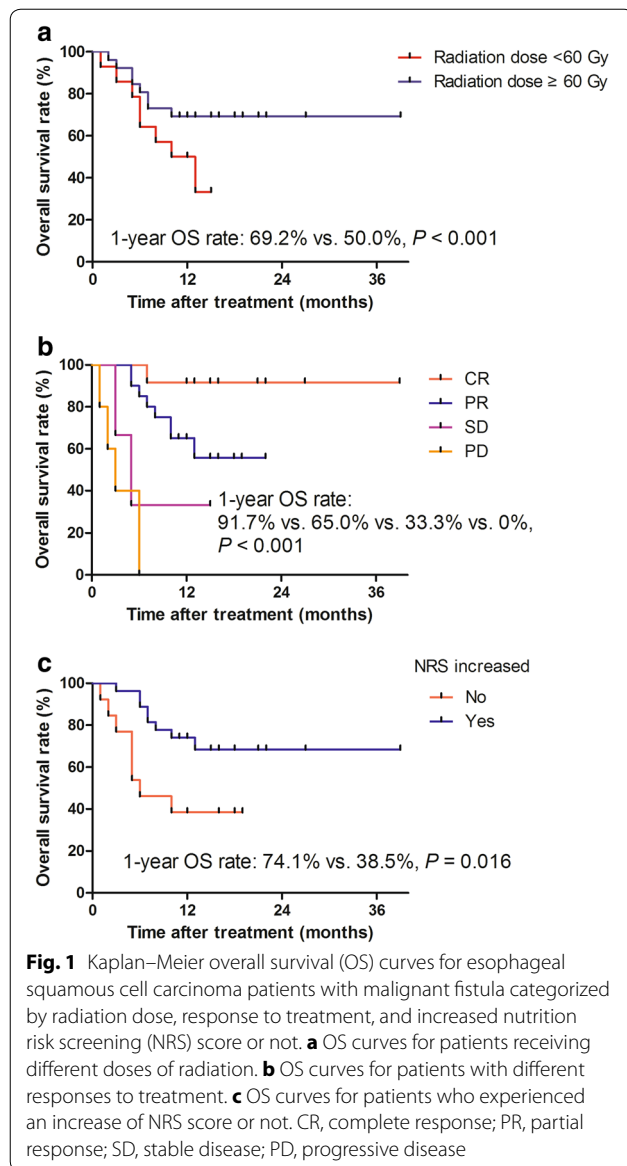 a
Radiation dose <60 Gy
Radiation dose ≥ 60 Gy
Overall survival rate (%)
100
80
60
40
20
0
1-year OS rate: 69.2% vs. 50.0%, P < 0.001
0 12 24 36
Time after treatment (months)
b
CR
PR
SD
PD
Overall survival rate (%)
100
80
60
40
20
0
1-year OS rate:
91.7% vs. 65.0% vs. 33.3% vs. 0%,
P < 0.001
0 12 24 36
Time after treatment (months)
c
NRS increased
No
Yes
Overall survival rate (%)
100
80
60
40
20
0
1-year OS rate: 74.1% vs. 38.5%, P = 0.016
0 12 24 36
Time after treatment (months)
Fig. 1 Kaplan–Meier overall survival (OS) curves for esophageal
squamous cell carcinoma patients with malignant fistula categorized
by radiation dose, response to treatment, and increased nutrition
risk screening (NRS) score or not. a OS curves for patients receiving
different doses of radiation. b OS curves for patients with different
responses to treatment. c OS curves for patients who experienced
an increase of NRS score or not. CR, complete response; PR, partial
response; SD, stable disease; PD, progressive disease